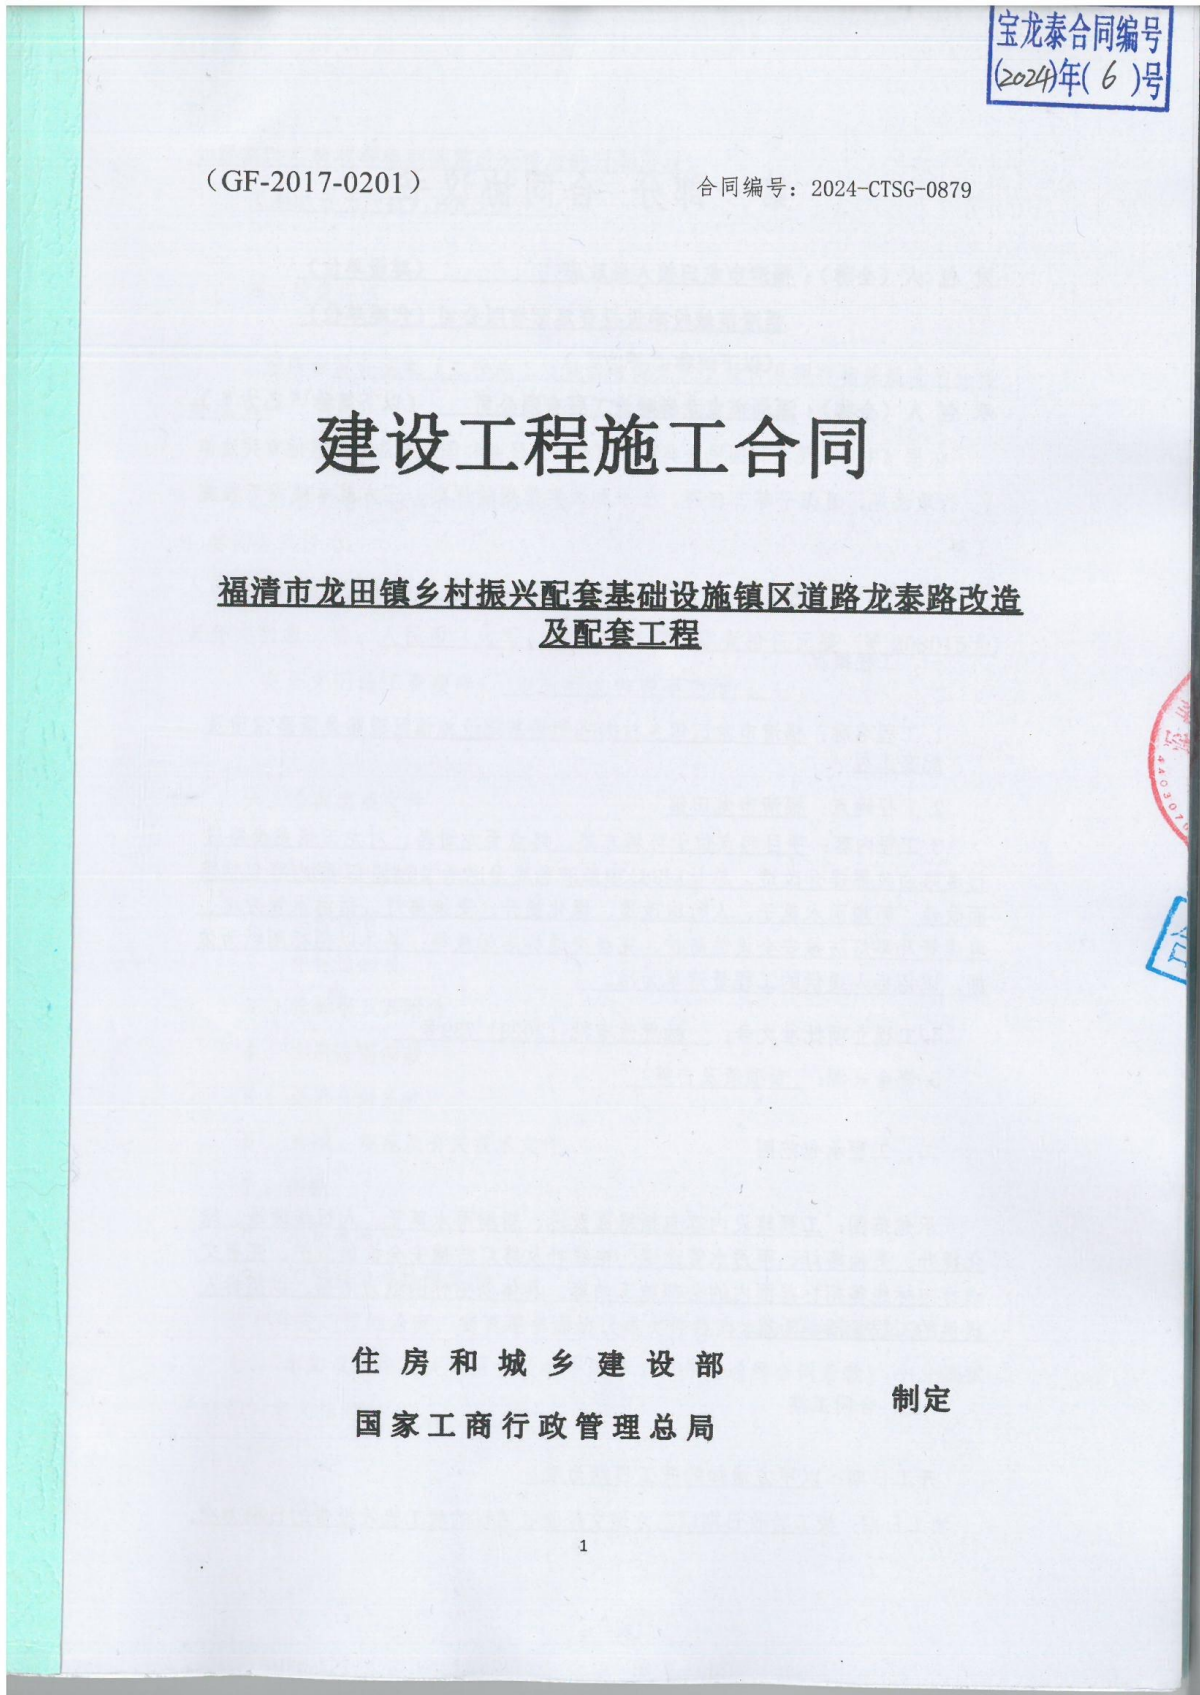 宝龙泰合同编号
(2024)年(6)号
（GF-2017-0201）
合同编号：2024-CTSG-0879
建设工程施工合同
福清市龙田镇乡村振兴配套基础设施镇区道路龙泰路改造
及配套工程
住房和城乡建设部
制定
国家工商行政管理总局
1